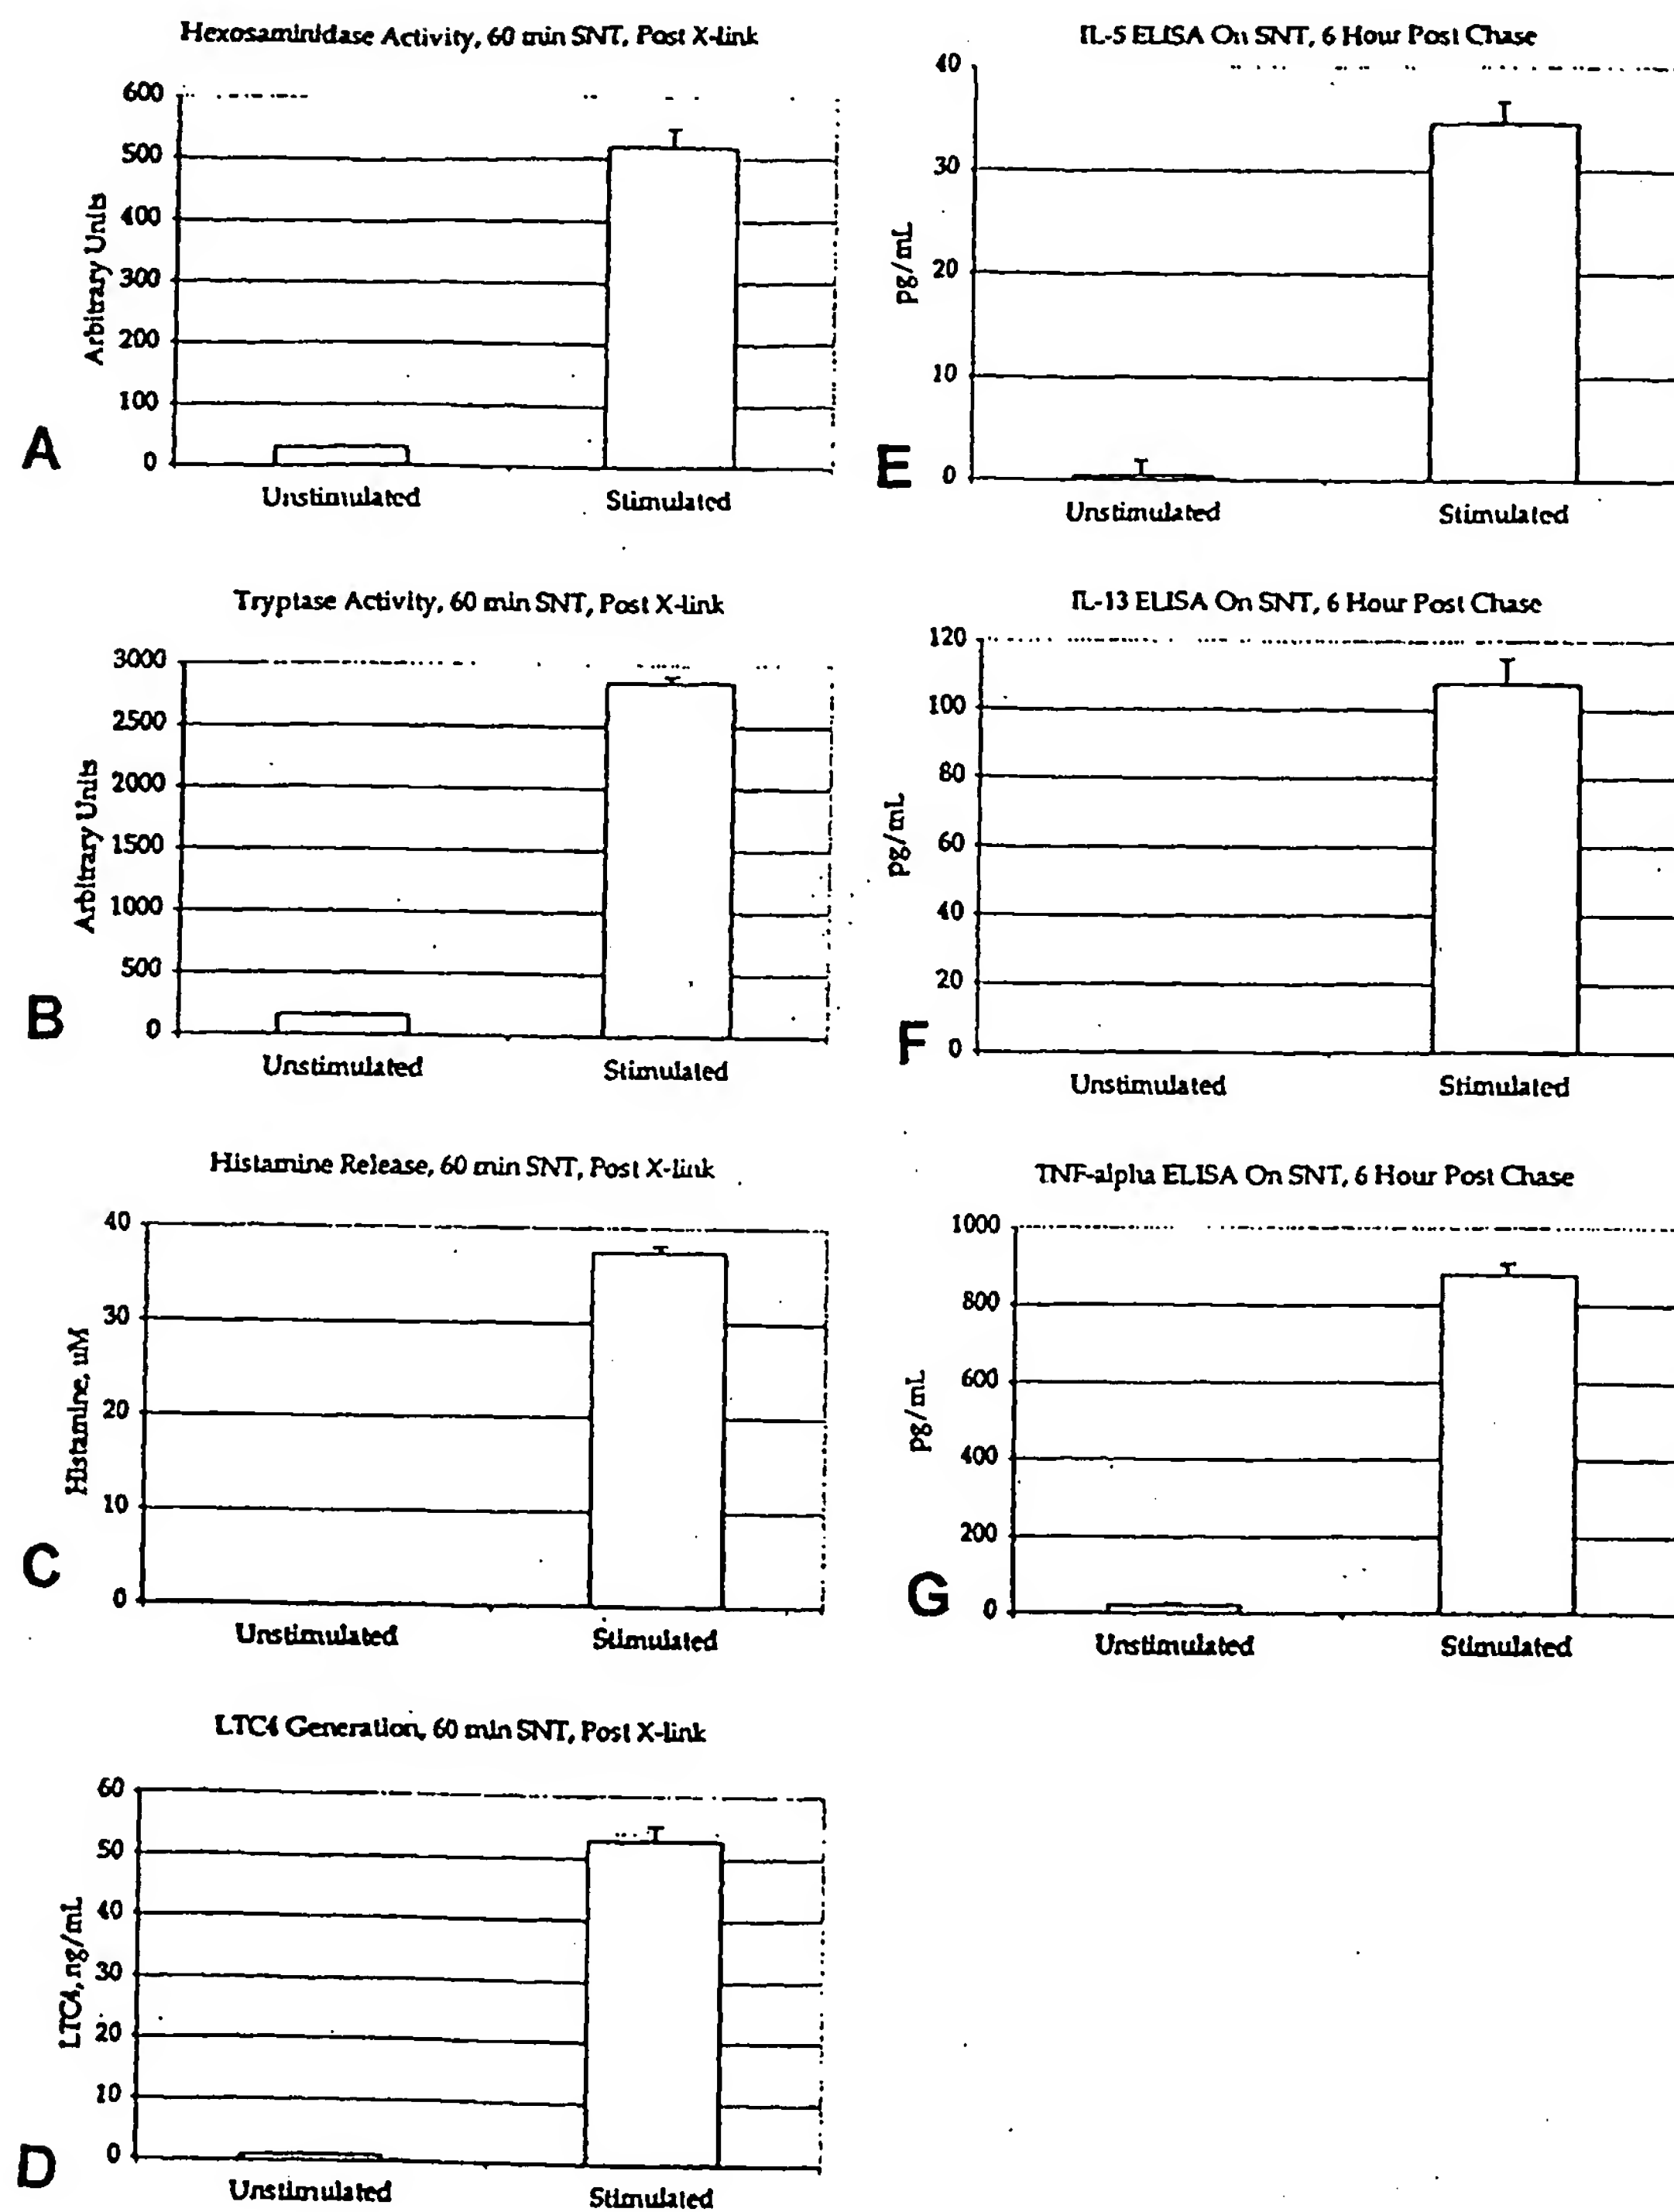 Hexosaminidase Activity, 60 min SNT, Post X-link
600
500
400
300
200
100
0
Arbitrary Units
A
Unstimulated
Stimulated
Tryptase Activity, 60 min SNT, Post X-link
3000
2500
2000
1500
1000
500
0
Arbitrary Units
B
Unstimulated
Stimulated
Histamine Release, 60 min SNT, Post X-link
40
30
20
10
0
Histamine, uM
C
Unstimulated
Stimulated
LTC4 Generation, 60 min SNT, Post X-link
60
50
40
30
20
10
0
LTC4, ng/mL
D
Unstimulated
Stimulated
IL-5 ELISA On SNT, 6 Hour Post Chase
40
30
20
10
0
pg/mL
E
Unstimulated
Stimulated
IL-13 ELISA On SNT, 6 Hour Post Chase
120
100
80
60
40
20
0
pg/mL
F
Unstimulated
Stimulated
TNF-alpha ELISA On SNT, 6 Hour Post Chase
1000
800
600
400
200
0
pg/mL
G
Unstimulated
Stimulated